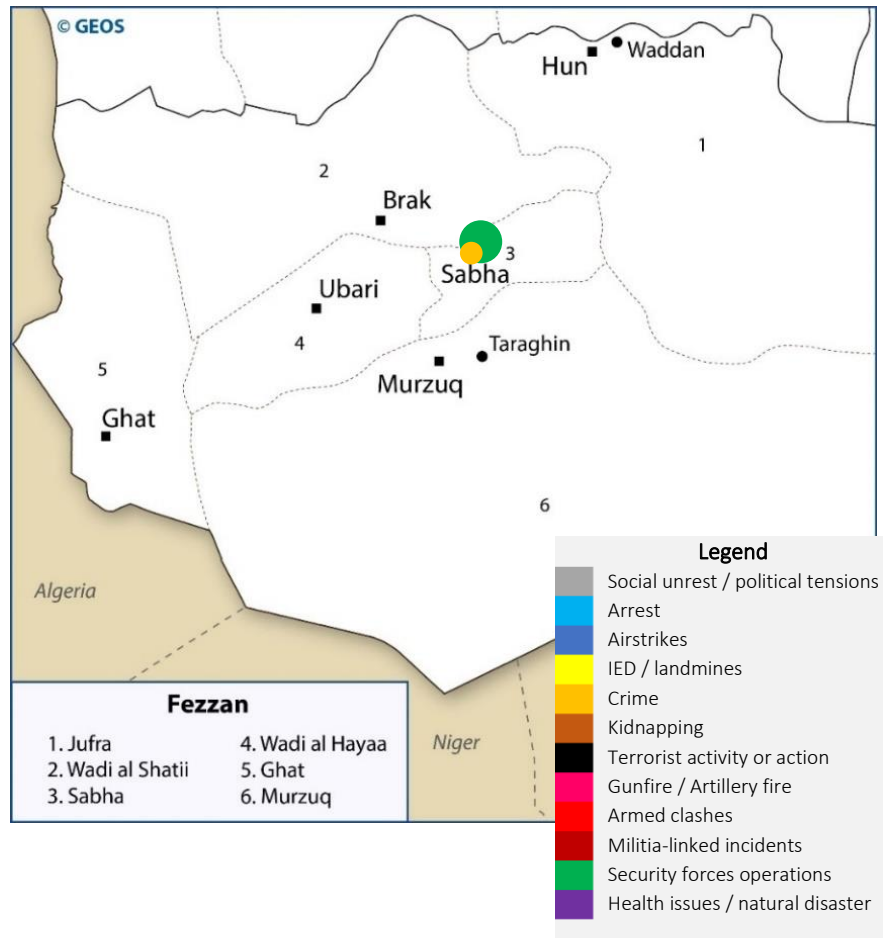 © GEOS
Hun
Waddan
1
2
Brak
3
Sabha
Ubari
4
Taraghin
Murzuq
5
Ghat
6
Algeria
Niger
Fezzan
1. Jufra
2. Wadi al Shatii
3. Sabha
4. Wadi al Hayaa
5. Ghat
6. Murzuq
Legend
Social unrest / political tensions
Arrest
Airstrikes
IED / landmines
Crime
Kidnapping
Terrorist activity or action
Gunfire / Artillery fire
Armed clashes
Militia-linked incidents
Security forces operations
Health issues / natural disaster